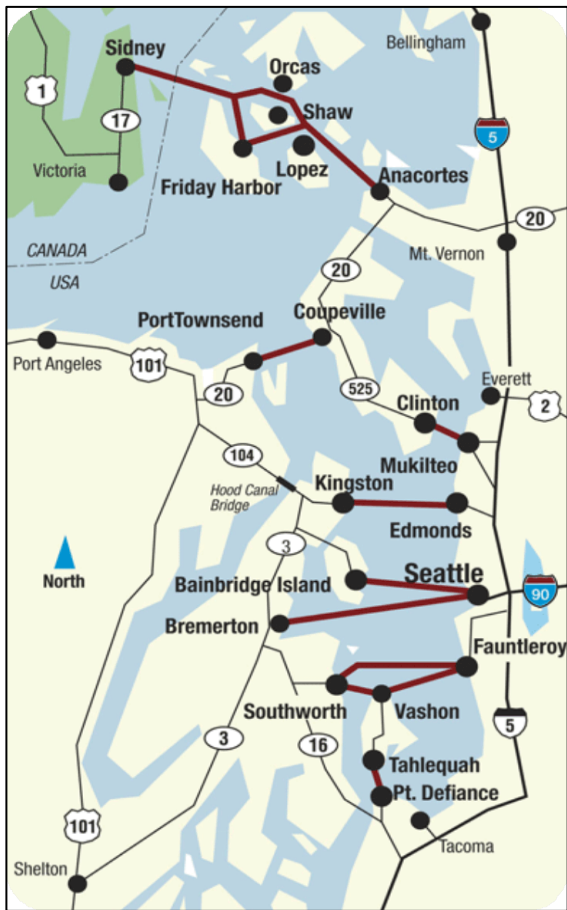 Bellingham
Sidney
Orcas
1
17
Shaw
5
Victoria
Friday Harbor
Lopez
Anacortes
20
CANADA
USA
20
Mt. Vernon
Coupeville
PortTownsend
Port Angeles
101
20
525
Everett
2
Clinton
Mukilteo
104
Kingston
Hood Canal
Bridge
Edmonds
3
North
Bainbridge Island
Seattle
90
Bremerton
Fauntleroy
Southworth
Vashon
5
3
16
Tahlequah
Pt. Defiance
101
Tacoma
Shelton